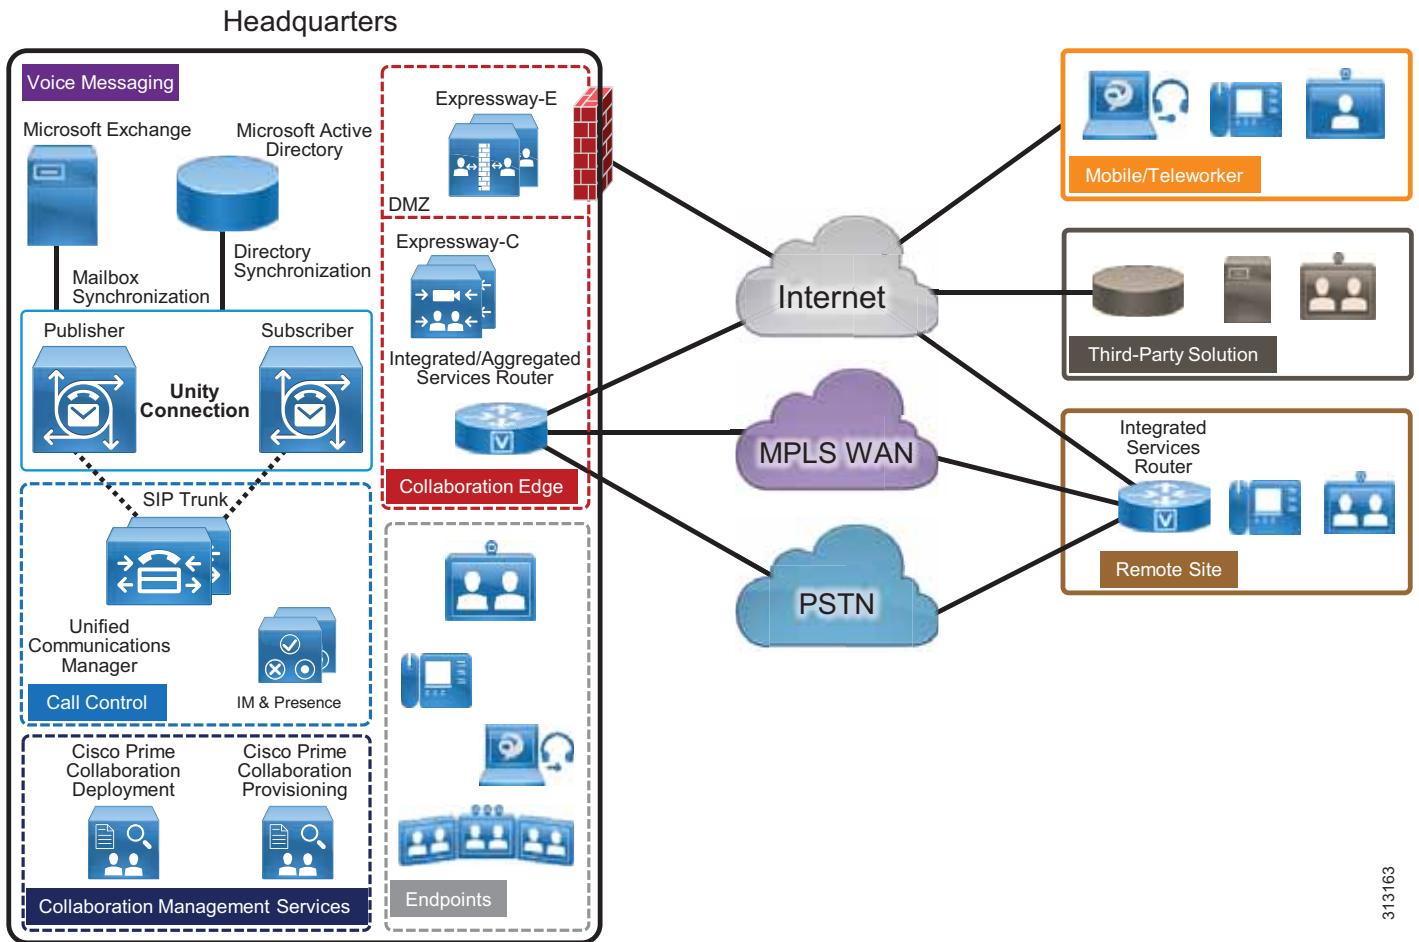 Headquarters
Voice Messaging
Microsoft Exchange
Microsoft Active
Directory
Mailbox
Synchronization
Directory
Synchronization
Publisher
Subscriber
Unity
Connection
SIP Trunk
Unified
Communications
Manager
IM & Presence
Call Control
Cisco Prime
Collaboration
Deployment
Cisco Prime
Collaboration
Provisioning
Collaboration Management Services
Expressway-E
DMZ
Expressway-C
Integrated/Aggregated
Services Router
V
Collaboration Edge
Endpoints
Internet
MPLS WAN
PSTN
Mobile/Teleworker
Third-Party Solution
Integrated
Services
Router
V
Remote Site
313163